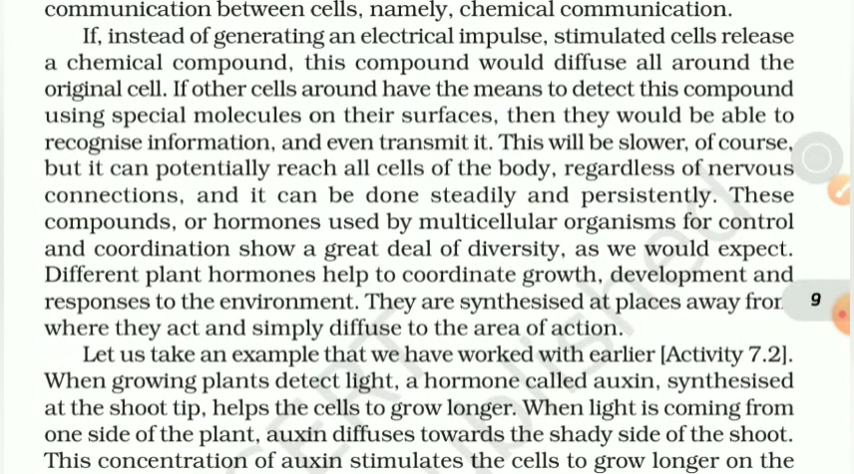 communication between cells, namely, chemical communication.
If, instead of generating an electrical impulse, stimulated cells release
a chemical compound, this compound would diffuse all around the
original cell. If other cells around have the means to detect this compound
using special molecules on their surfaces, then they would be able to
recognise information, and even transmit it. This will be slower, of course,
but it can potentially reach all cells of the body, regardless of nervous
connections, and it can be done steadily and persistently. These
compounds, or hormones used by multicellular organisms for control
and coordination show a great deal of diversity, as we would expect.
Different plant hormones help to coordinate growth, development and
responses to the environment. They are synthesised at places away
where they act and simply diffuse to the area of action.
Let us take an example that we have worked with earlier [Activity 7.2].
When growing plants detect light, a hormone called auxin, synthesised
at the shoot tip, helps the cells to grow longer. When light is coming from
one side of the plant, auxin diffuses towards the shady side of the shoot.
This concentration of auxin stimulates the cells to grow longer on the
9